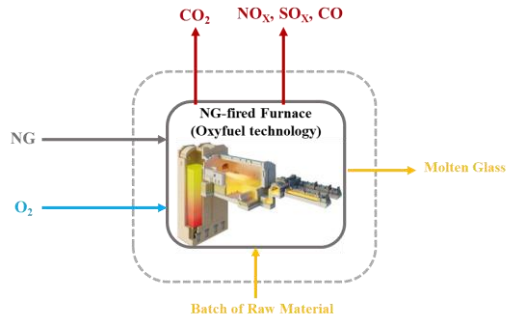 CO₂
NOₓ, SOₓ, CO
NG-fired Furnace
(Oxyfuel technology)
NG
Molten Glass
O₂
Batch of Raw Material